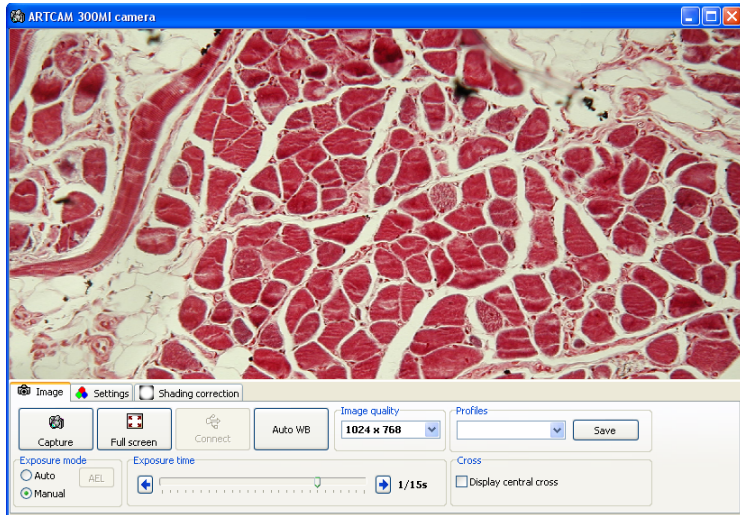 ARTCAM 300MI camera
Image
Settings
Shading correction
Capture
Full screen
Connect
Auto WB
Image quality
1024 x 768
Profiles
Save
Exposure mode
Auto
Manual
AEL
Exposure time
1/15s
Cross
Display central cross